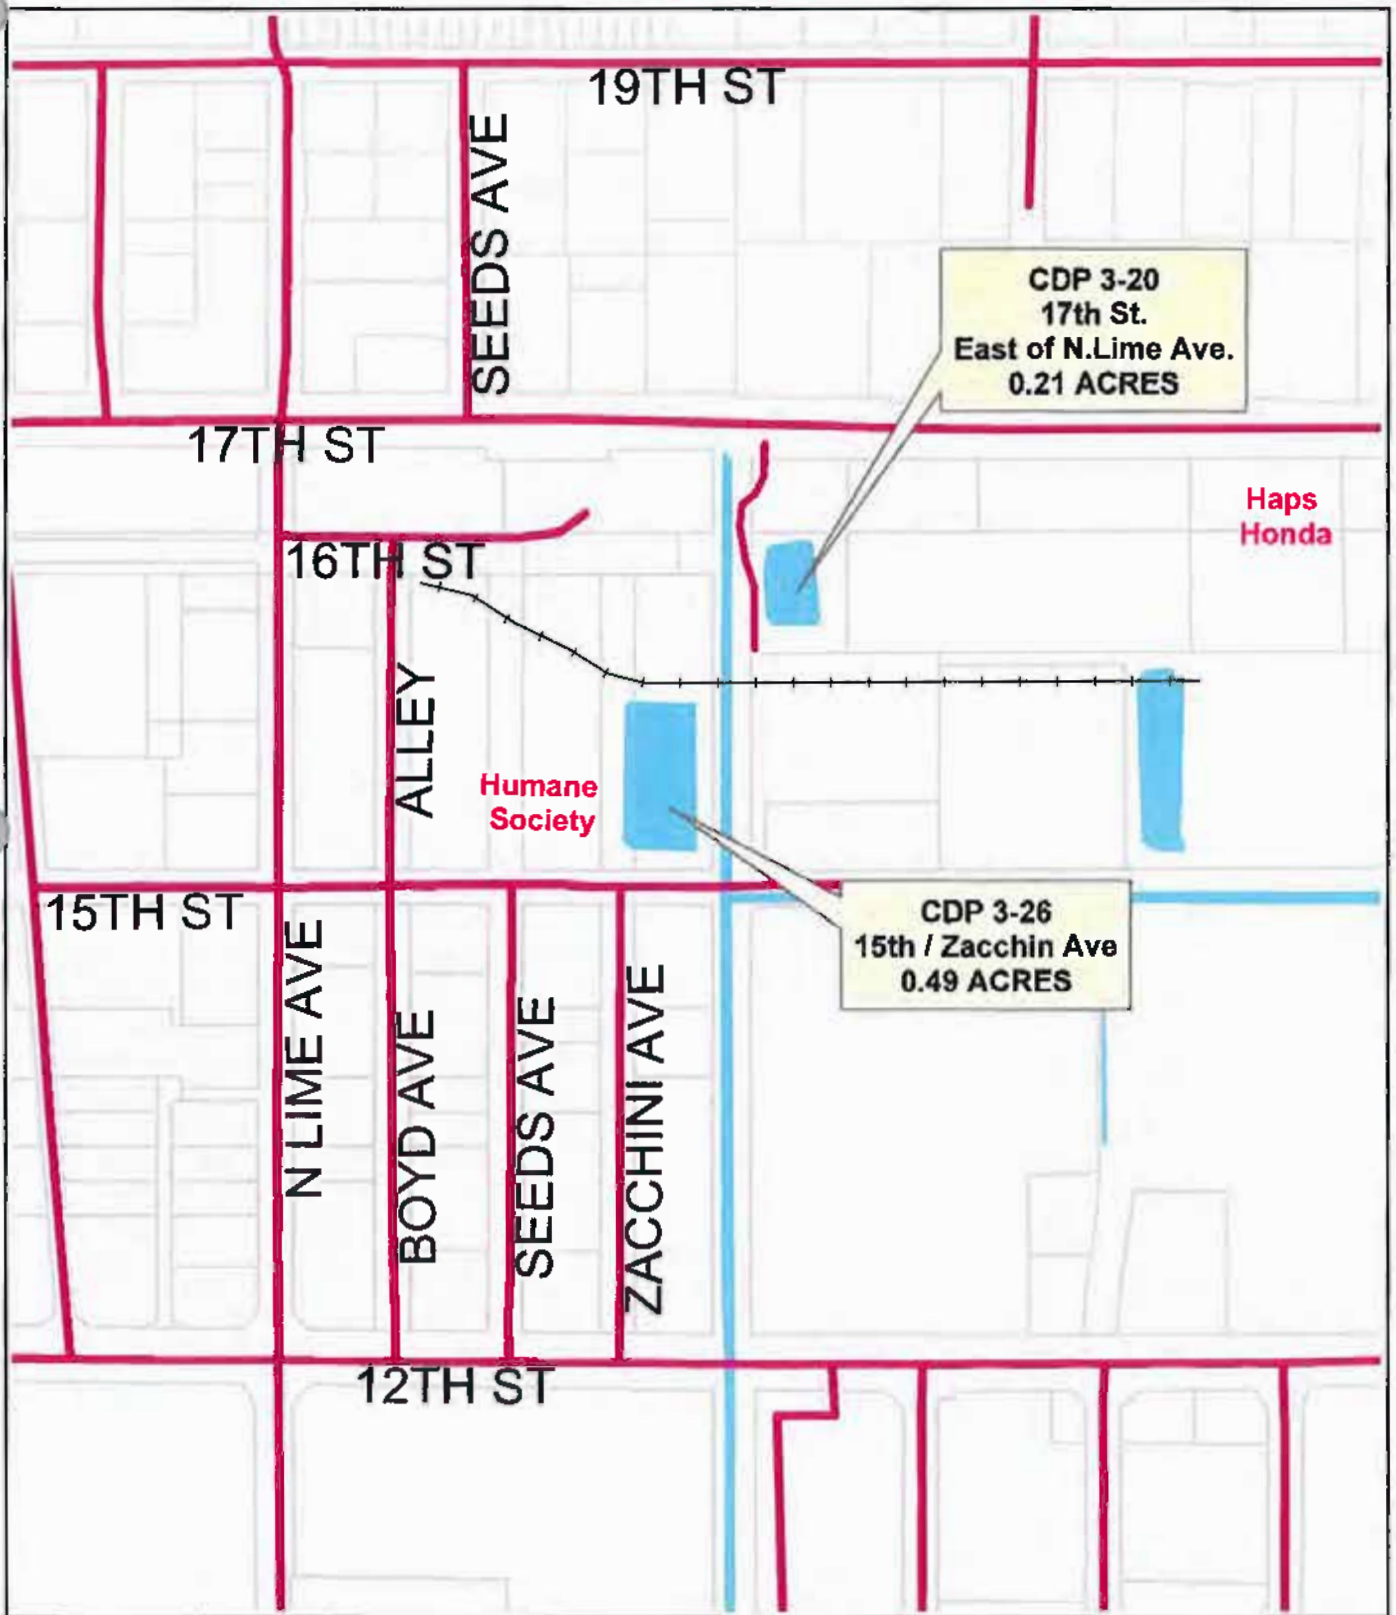 19TH ST
SEEDS AVE
CDP 3-20
17th St.
East of N.Lime Ave.
0.21 ACRES
17TH ST
Haps
Honda
16TH ST
ALLEY
Humane
Society
15TH ST
CDP 3-26
15th / Zacchin Ave
0.49 ACRES
N LIME AVE
BOYD AVE
SEEDS AVE
ZACCHINI AVE
12TH ST